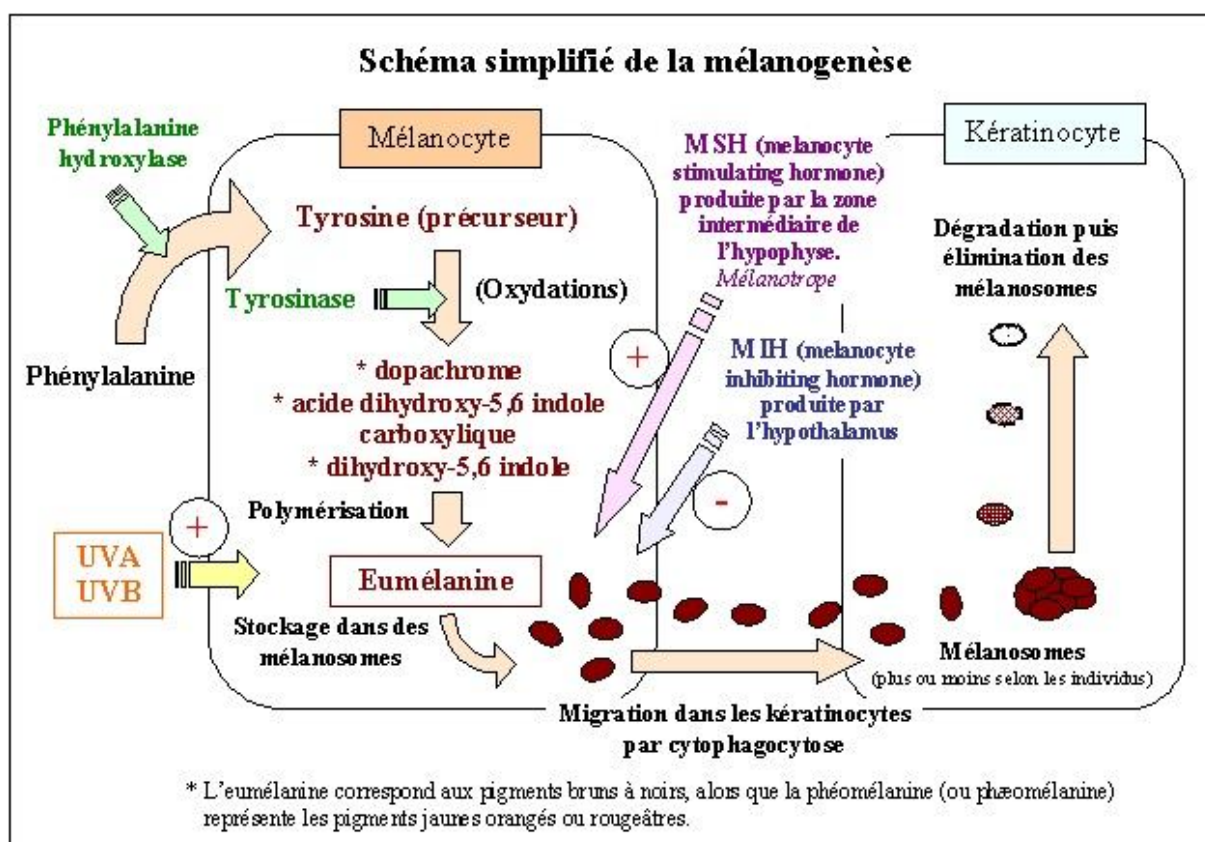 Schéma simplifié de la mélanogenèse
Phénylalanine
hydroxylase
Mélanocyte
Tyrosine (précurseur)
Tyrosinase
(Oxydations)
Phénylalanine
* dopachrome
* acide dihydroxy-5,6 indole
carboxylique
* dihydroxy-5,6 indole
Polymérisation
+
UVA
UVB
Eumélanine
Stockage dans des
mélanosomes
MSH (melanocyte
stimulating hormone)
produite par la zone
intermédiaire de
l'hypophyse.
Mélanotrope
+
MIH (melanocyte
inhibiting hormone)
produite par
l'hypothalamus
-
Kératinocyte
Dégradation puis
élimination des
mélanosomes
Mélanosomes
(plus ou moins selon les individus)
Migration dans les kératinocytes
par cytophagocytose
* L'eumélanine correspond aux pigments bruns à noirs, alors que la phéomélanine (ou phæomélanine)
représente les pigments jaunes orangés ou rougeâtres.